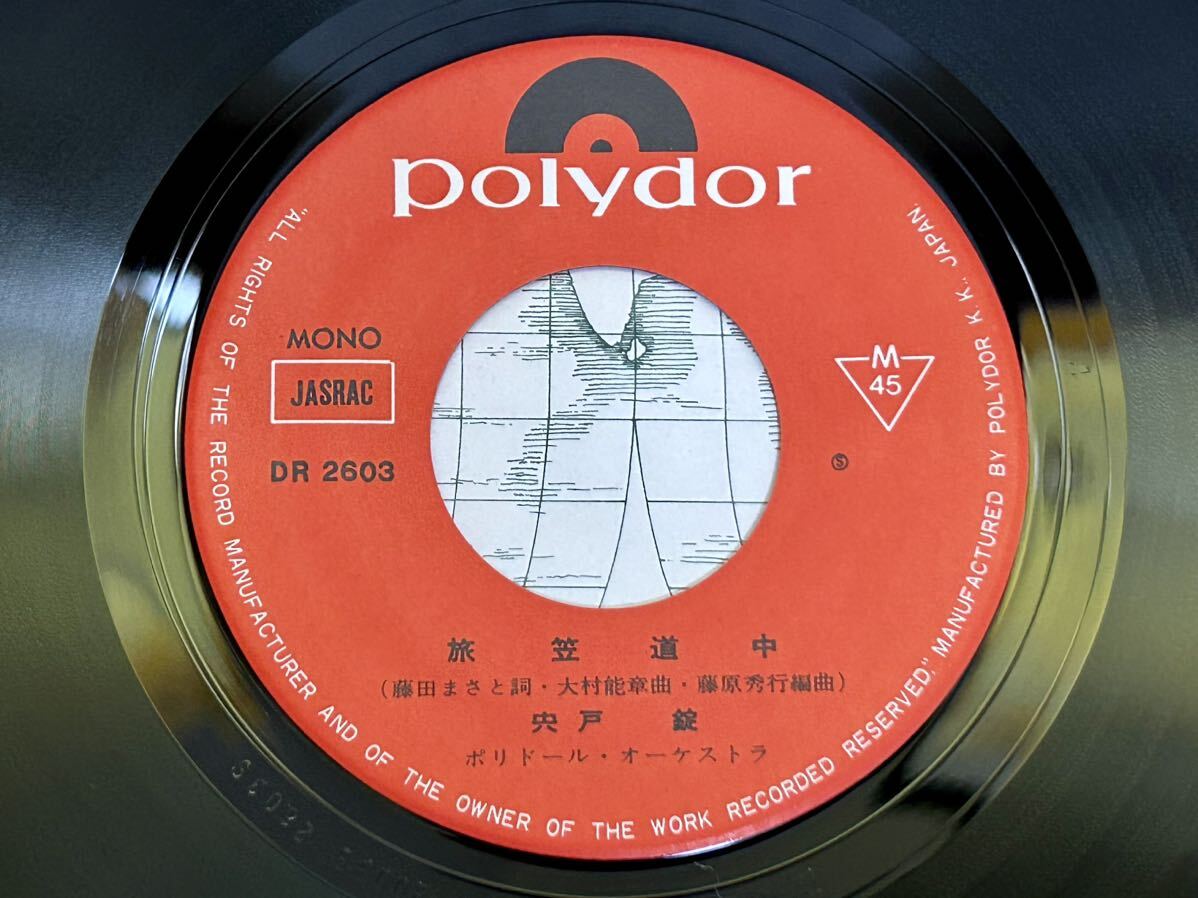 polydor
MONO
JASRAC
DR 2603
M
45
Ⓢ
旅笠道中
(藤田まさと詞・大村能章曲・藤原秀行編曲)
宍戸 錠
ポリドール・オーケストラ
"ALL RIGHTS OF THE RECORD MANUFACTURER AND OF THE OWNER OF THE WORK RECORDED RESERVED," MANUFACTURED BY POLYDOR K. K., JAPAN.